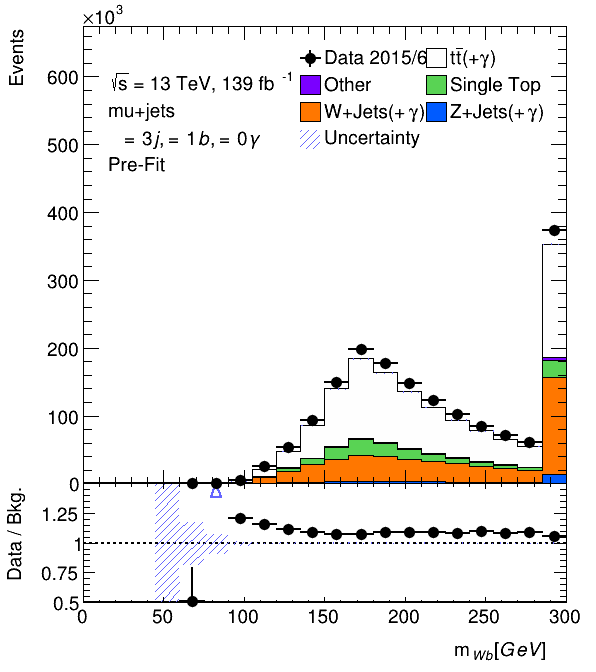 ×10³
Events
600
500
400
300
200
100
0
√s = 13 TeV, 139 fb⁻¹
mu+jets
= 3j, = 1b, = 0γ
Pre-Fit
Data 2015/6 tt̄(+γ)
Other Single Top
W+Jets(+γ) Z+Jets(+γ)
Uncertainty
Data / Bkg.
1.25
1
0.75
0.5
0 50 100 150 200 250 300
m_Wb[GeV]